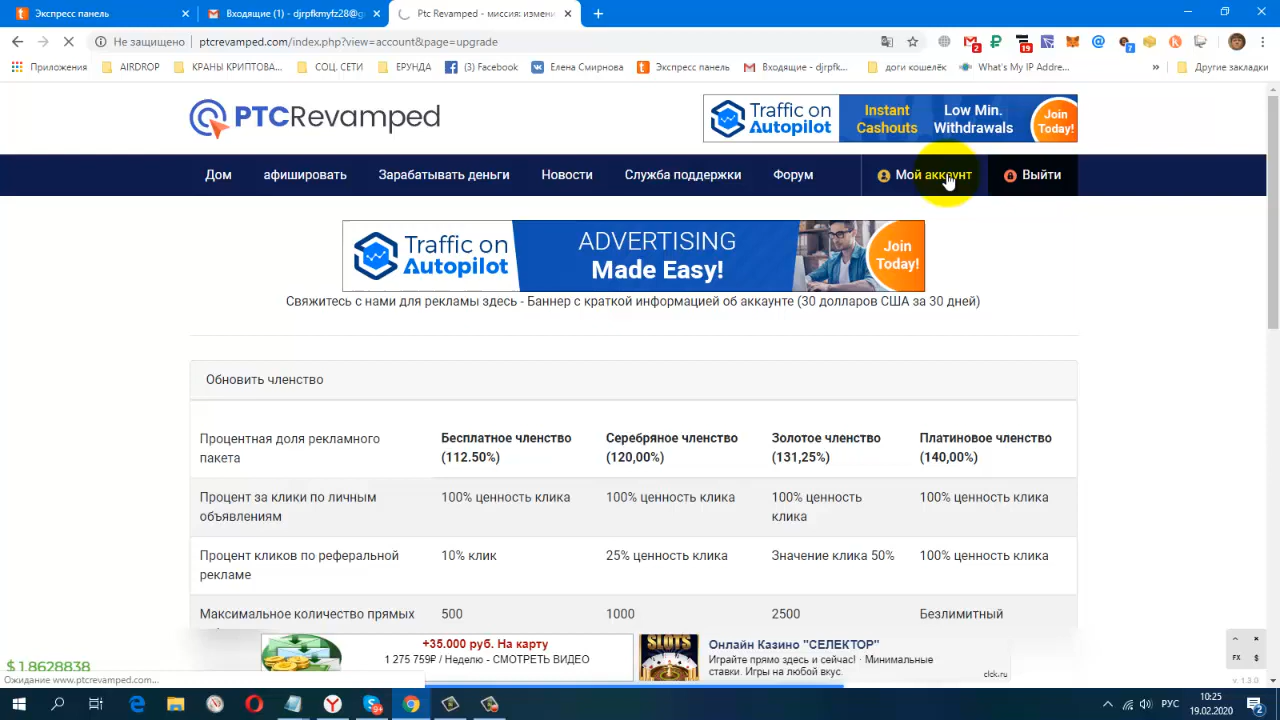 Экспресс панель
Входящие (1) - djrpfkmyfz28@g
Ptc Revamped - миссия: измени
Не защищено | ptcrevamped.com/index.php?view=account&page=upgrade
Приложения AIRDROP КРАНЫ КРИПТОВА... СОЦ. СЕТИ ЕРУНДА (3) Facebook Елена Смирнова Экспресс панель Входящие - djrpfk... доги кошелёк What's My IP Addre... » Другие закладки
PTCRevamped
Traffic on Autopilot
Instant Cashouts
Low Min. Withdrawals
Join Today!
Дом афишировать Зарабатывать деньги Новости Служба поддержки Форум Мой аккаунт Выйти
Traffic on Autopilot
ADVERTISING
Made Easy!
Join Today!
Свяжитесь с нами для рекламы здесь - Баннер с краткой информацией об аккаунте (30 долларов США за 30 дней)
Обновить членство
Процентная доля рекламного пакета
Бесплатное членство (112.50%)
Серебряное членство (120,00%)
Золотое членство (131,25%)
Платиновое членство (140,00%)
Процент за клики по личным объявлениям
100% ценность клика
100% ценность клика
100% ценность клика
100% ценность клика
Процент кликов по реферальной рекламе
10% клик
25% ценность клика
Значение клика 50%
100% ценность клика
Максимальное количество прямых
500
1000
2500
Безлимитный
+35.000 руб. На карту
1 275 759₽ / Неделю - СМОТРЕТЬ ВИДЕО
SLOTS
Онлайн Казино "СЕЛЕКТОР"
Играйте прямо здесь и сейчас! · Минимальные ставки. Игры на любой вкус.
clck.ru
$ 1.8628838
FX $
v: 1.3.0
Ожидание www.ptcrevamped.com...
РУС
10:25
19.02.2020